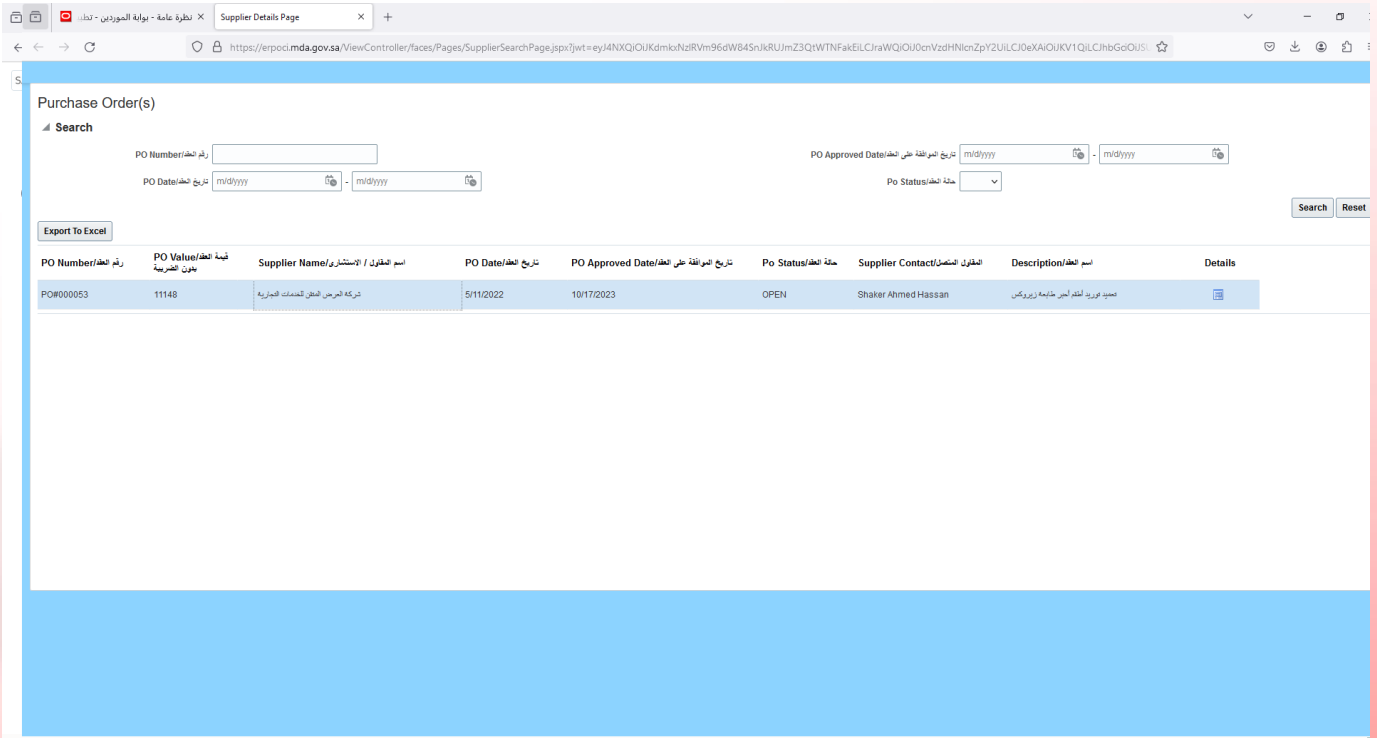 نظرة عامة - بوابة الموردين - تطب
Supplier Details Page
https://erpoci.mda.gov.sa/ViewController/faces/Pages/SupplierSearchPage.jspx?jwt=
S...
Purchase Order(s)
Search
PO Number/رقم العقد
PO Approved Date/تاريخ الموافقة على العقد m/d/yyyy - m/d/yyyy
PO Date/تاريخ العقد m/d/yyyy - m/d/yyyy
Po Status/حالة العقد
Search Reset
Export To Excel
PO Number/رقم العقد
PO Value/قيمة العقد
بدون الضريبة
Supplier Name/اسم المقاول / الاستشاري
PO Date/تاريخ العقد
PO Approved Date/تاريخ الموافقة على العقد
Po Status/حالة العقد
Supplier Contact/المقاول المتصل
Description/اسم العقد
Details
PO#000053
11148
شركة العرض المتقن للخدمات التجارية
5/11/2022
10/17/2023
OPEN
Shaker Ahmed Hassan
تعميد توريد أطقم أحبر طابعة زيروكس